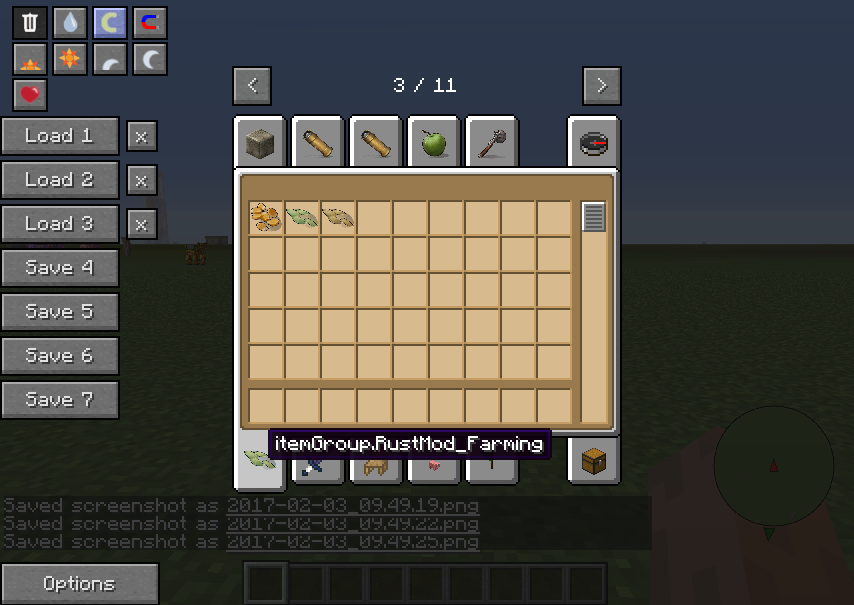 < 3 / 11 >
Load 1 x
Load 2 x
Load 3 x
Save 4
Save 5
Save 6
Save 7
itemGroup.RustMod_Farming
Saved screenshot as 2017-02-03_09.49.19.png
Saved screenshot as 2017-02-03_09.49.22.png
Saved screenshot as 2017-02-03_09.49.25.png
Options